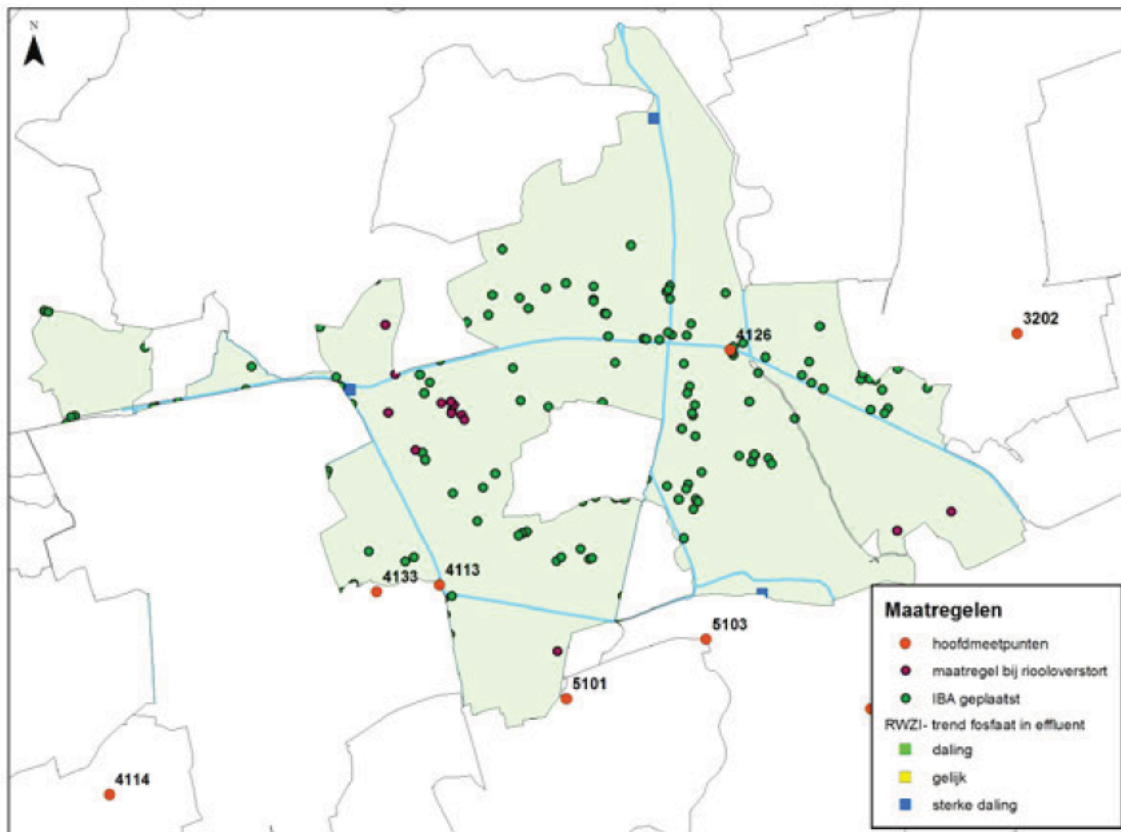 N
3202
4126
4133
4113
5103
5101
4114
Maatregelen
hoofdmeetpunten
maatregel bij riooloverstort
IBA geplaatst
RWZI- trend fosfaat in effluent
daling
gelijk
sterke daling